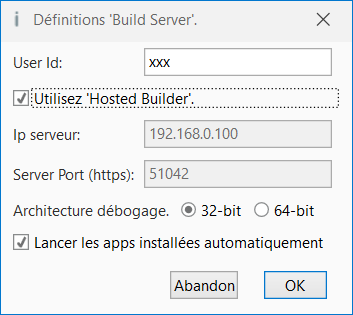 Définitions 'Build Server'.
User Id: xxx
Utilisez 'Hosted Builder'.
Ip serveur: 192.168.0.100
Server Port (https): 51042
Architecture débogage. 32-bit 64-bit
Lancer les apps installées automatiquement
Abandon OK